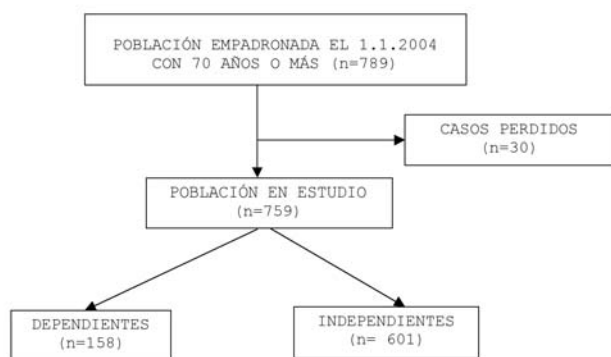 POBLACIÓN EMPADRONADA EL 1.1.2004
CON 70 AÑOS O MÁS (n=789)
CASOS PERDIDOS
(n=30)
POBLACIÓN EN ESTUDIO
(n=759)
DEPENDIENTES
(n=158)
INDEPENDIENTES
(n= 601)